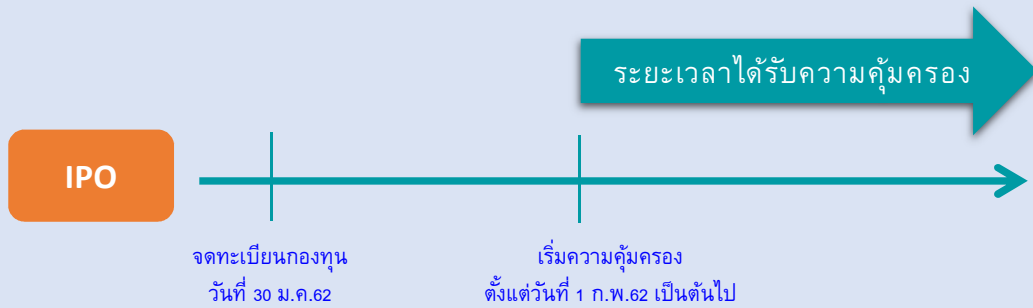 ระยะเวลาได้รับความคุ้มครอง
IPO
จดทะเบียนกองทุน
วันที่ 30 ม.ค.62
เริ่มความคุ้มครอง
ตั้งแต่วันที่ 1 ก.พ.62 เป็นต้นไป